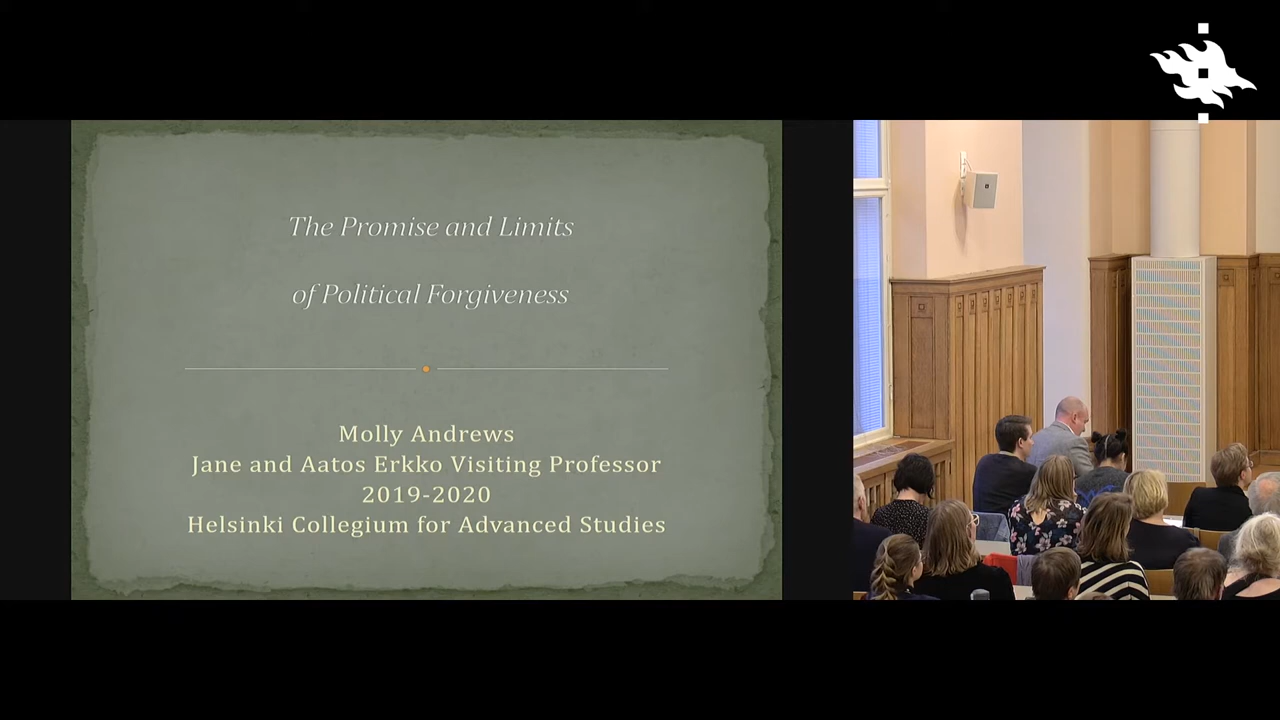 The Promise and Limits
of Political Forgiveness
Molly Andrews
Jane and Aatos Erkko Visiting Professor
2019-2020
Helsinki Collegium for Advanced Studies